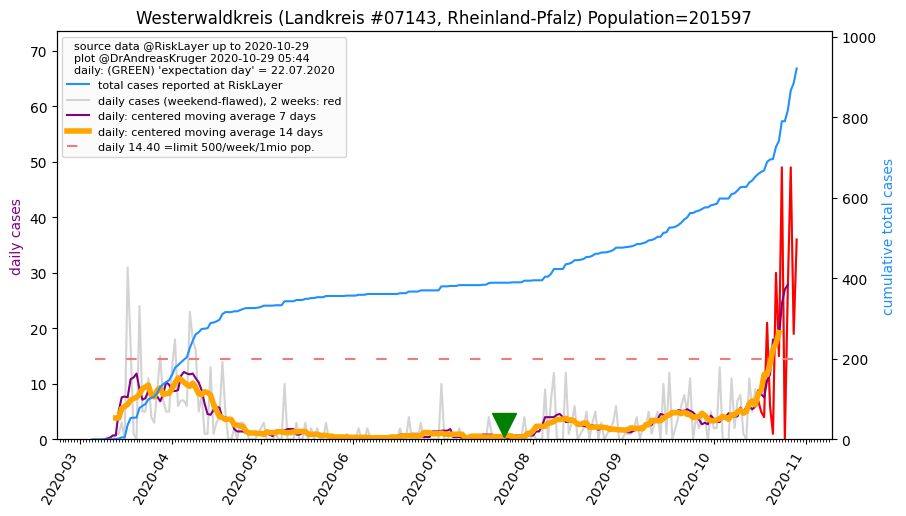 Westerwaldkreis (Landkreis #07143, Rheinland-Pfalz) Population=201597
source data @RiskLayer up to 2020-10-29
plot @DrAndreasKruger 2020-10-29 05:44
daily: (GREEN) 'expectation day' = 22.07.2020
total cases reported at RiskLayer
daily cases (weekend-flawed), 2 weeks: red
daily: centered moving average 7 days
daily: centered moving average 14 days
daily 14.40 =limit 500/week/1mio pop.
daily cases
70
60
50
40
30
20
10
0
cumulative total cases
1000
800
600
400
200
0
2020-03
2020-04
2020-05
2020-06
2020-07
2020-08
2020-09
2020-10
2020-11